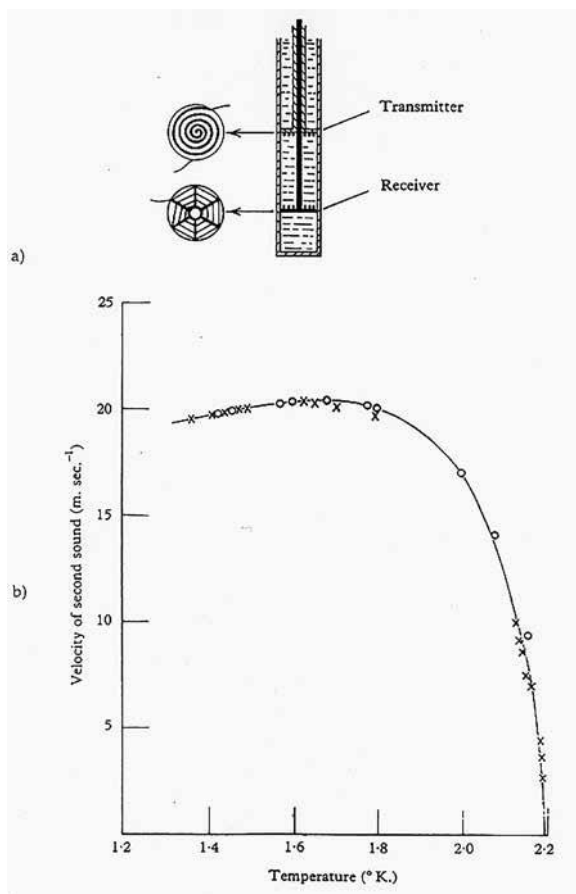 Transmitter
Receiver
a)
25
20
15
10
5
Velocity of second sound (m. sec.⁻¹)
b)
1·2 1·4 1·6 1·8 2·0 2·2
Temperature (° K.)